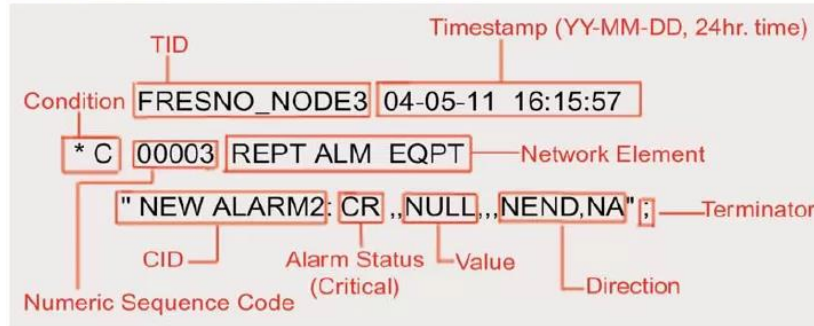 TID Timestamp (YY-MM-DD, 24hr. time)
Condition FRESNO_NODE3 04-05-11 16:15:57
* C 00003 REPT ALM EQPT Network Element
" NEW ALARM2: CR ,,NULL,,,NEND,NA" ; Terminator
CID Alarm Status Value
(Critical) Direction
Numeric Sequence Code